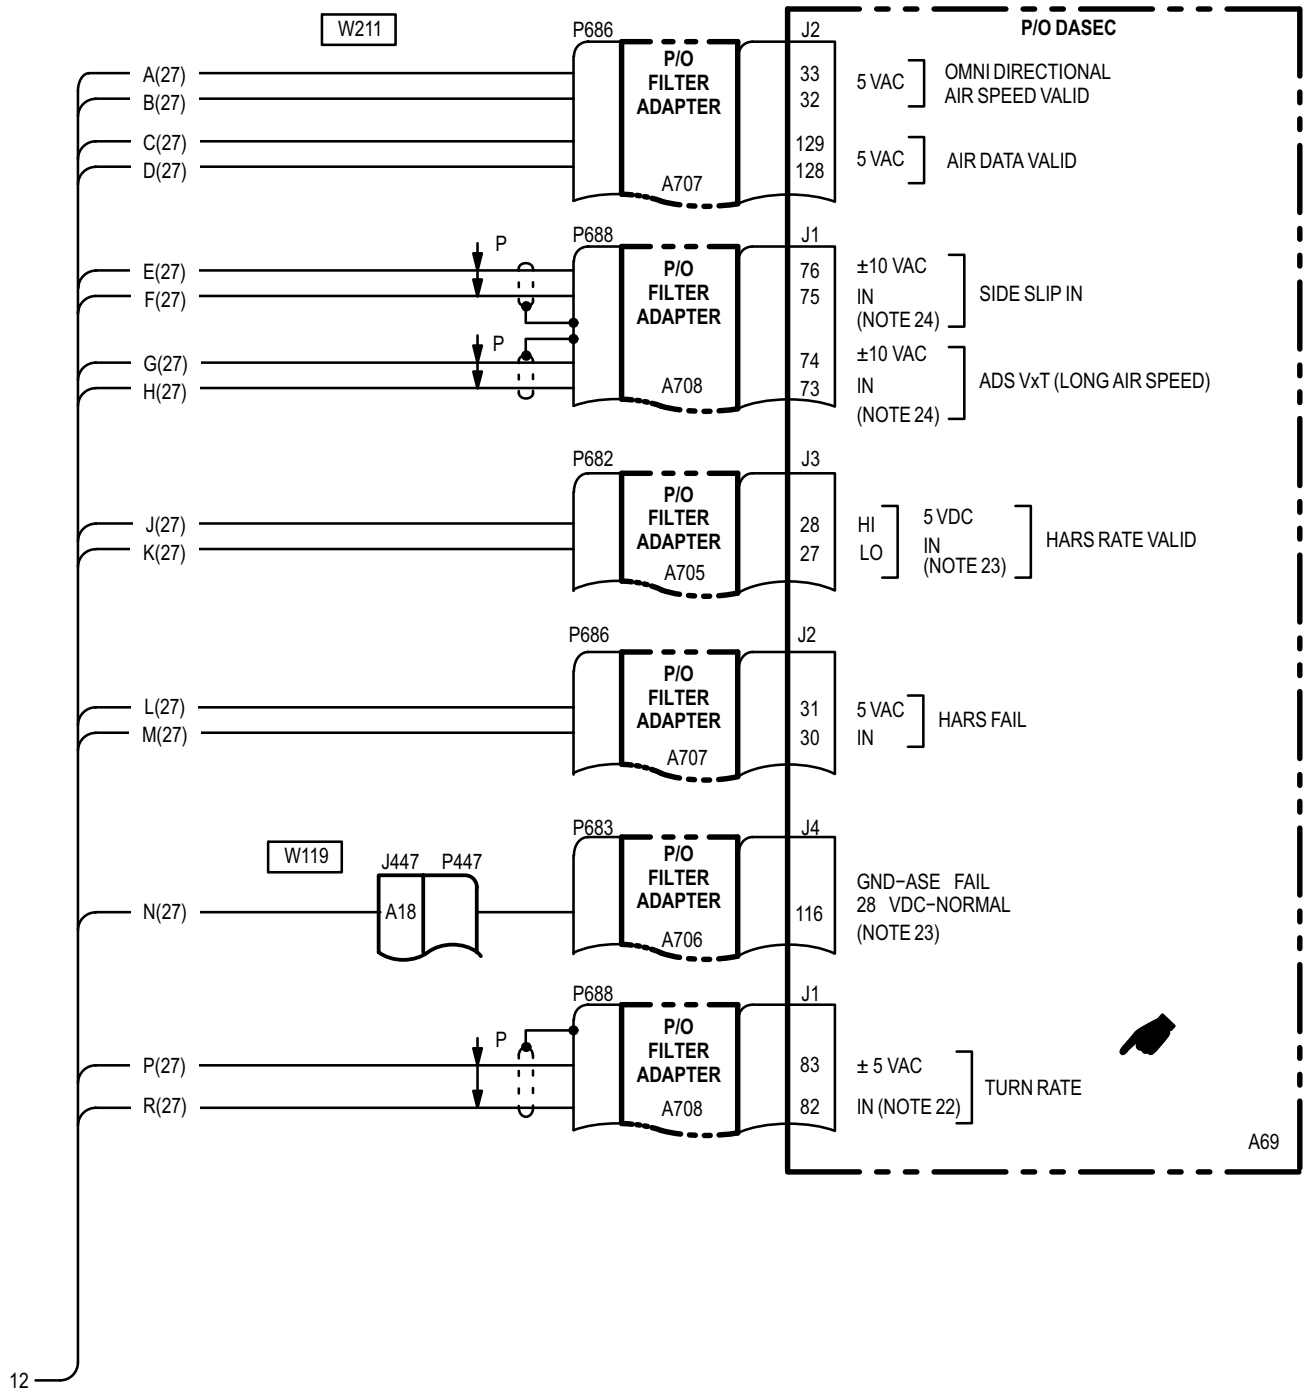 W211
P686
J2
P/O DASEC
A(27)
B(27)
C(27)
D(27)
P/O
FILTER
ADAPTER
A707
33
32
129
128
5 VAC
OMNI DIRECTIONAL
AIR SPEED VALID
5 VAC
AIR DATA VALID
P688
J1
P
E(27)
F(27)
P
G(27)
H(27)
P/O
FILTER
ADAPTER
A708
76
75
74
73
±10 VAC
IN
(NOTE 24)
SIDE SLIP IN
±10 VAC
IN
(NOTE 24)
ADS VxT (LONG AIR SPEED)
P682
J3
J(27)
K(27)
P/O
FILTER
ADAPTER
A705
28
27
HI
LO
5 VDC
IN
(NOTE 23)
HARS RATE VALID
P686
J2
L(27)
M(27)
P/O
FILTER
ADAPTER
A707
31
30
5 VAC
IN
HARS FAIL
W119
J447
P447
P683
J4
N(27)
A18
P/O
FILTER
ADAPTER
A706
116
GND–ASE FAIL
28 VDC–NORMAL
(NOTE 23)
P688
J1
P
P(27)
R(27)
P/O
FILTER
ADAPTER
A708
83
82
± 5 VAC
IN (NOTE 22)
TURN RATE
A69
12